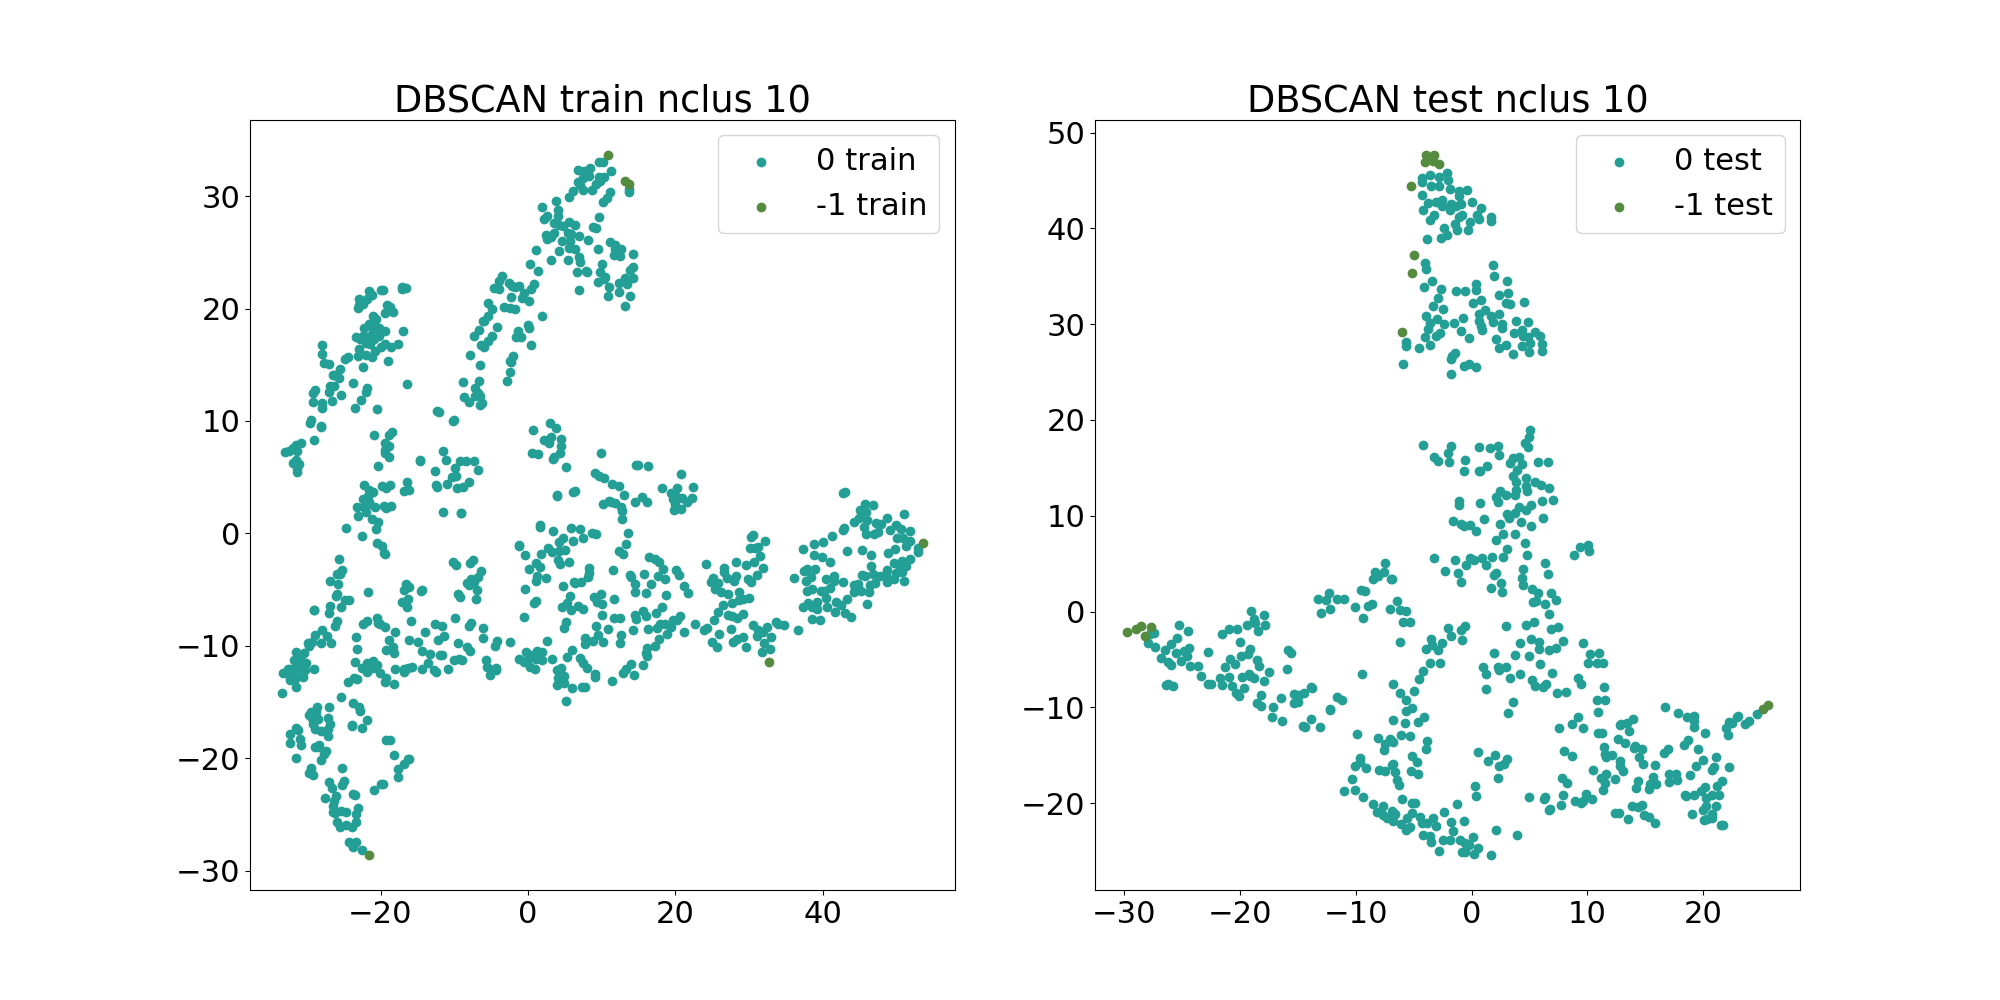 DBSCAN train nclus 10
0 train
-1 train
30
20
10
0
−10
−20
−30
−20 0 20 40
DBSCAN test nclus 10
0 test
-1 test
50
40
30
20
10
0
−10
−20
−30 −20 −10 0 10 20